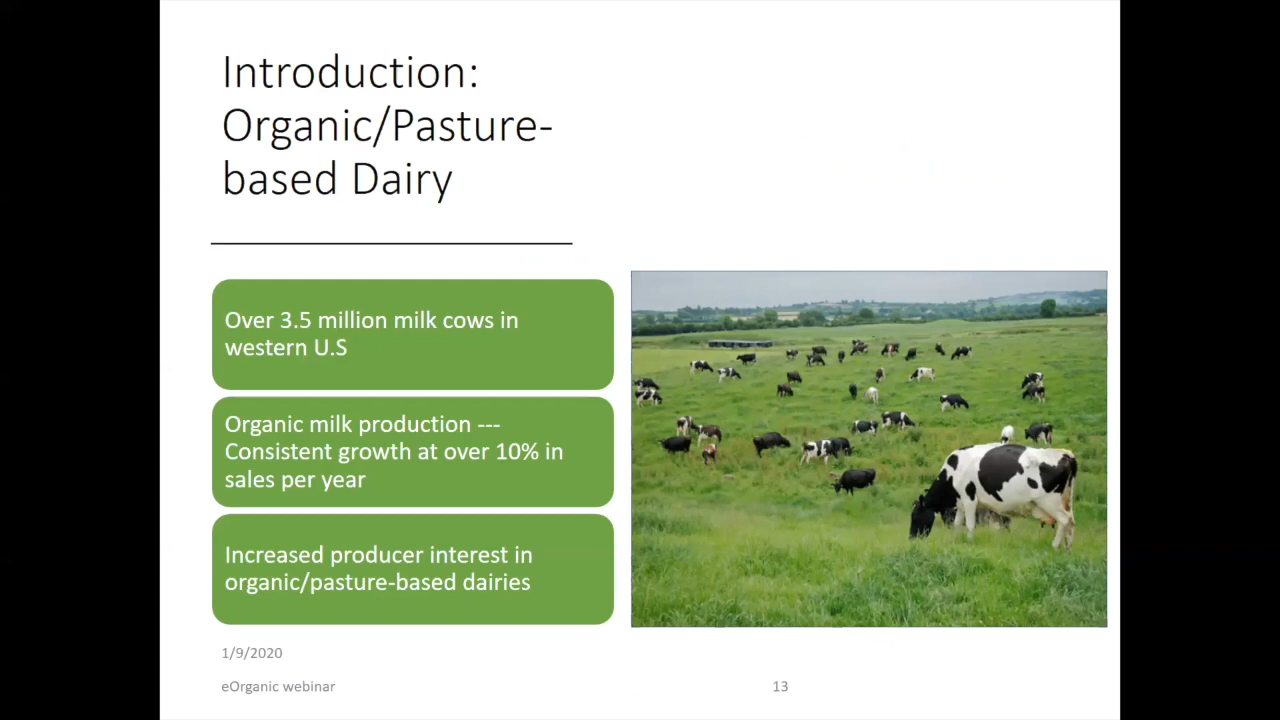 Introduction:
Organic/Pasture-
based Dairy
Over 3.5 million milk cows in
western U.S
Organic milk production ---
Consistent growth at over 10% in
sales per year
Increased producer interest in
organic/pasture-based dairies
1/9/2020
eOrganic webinar
13